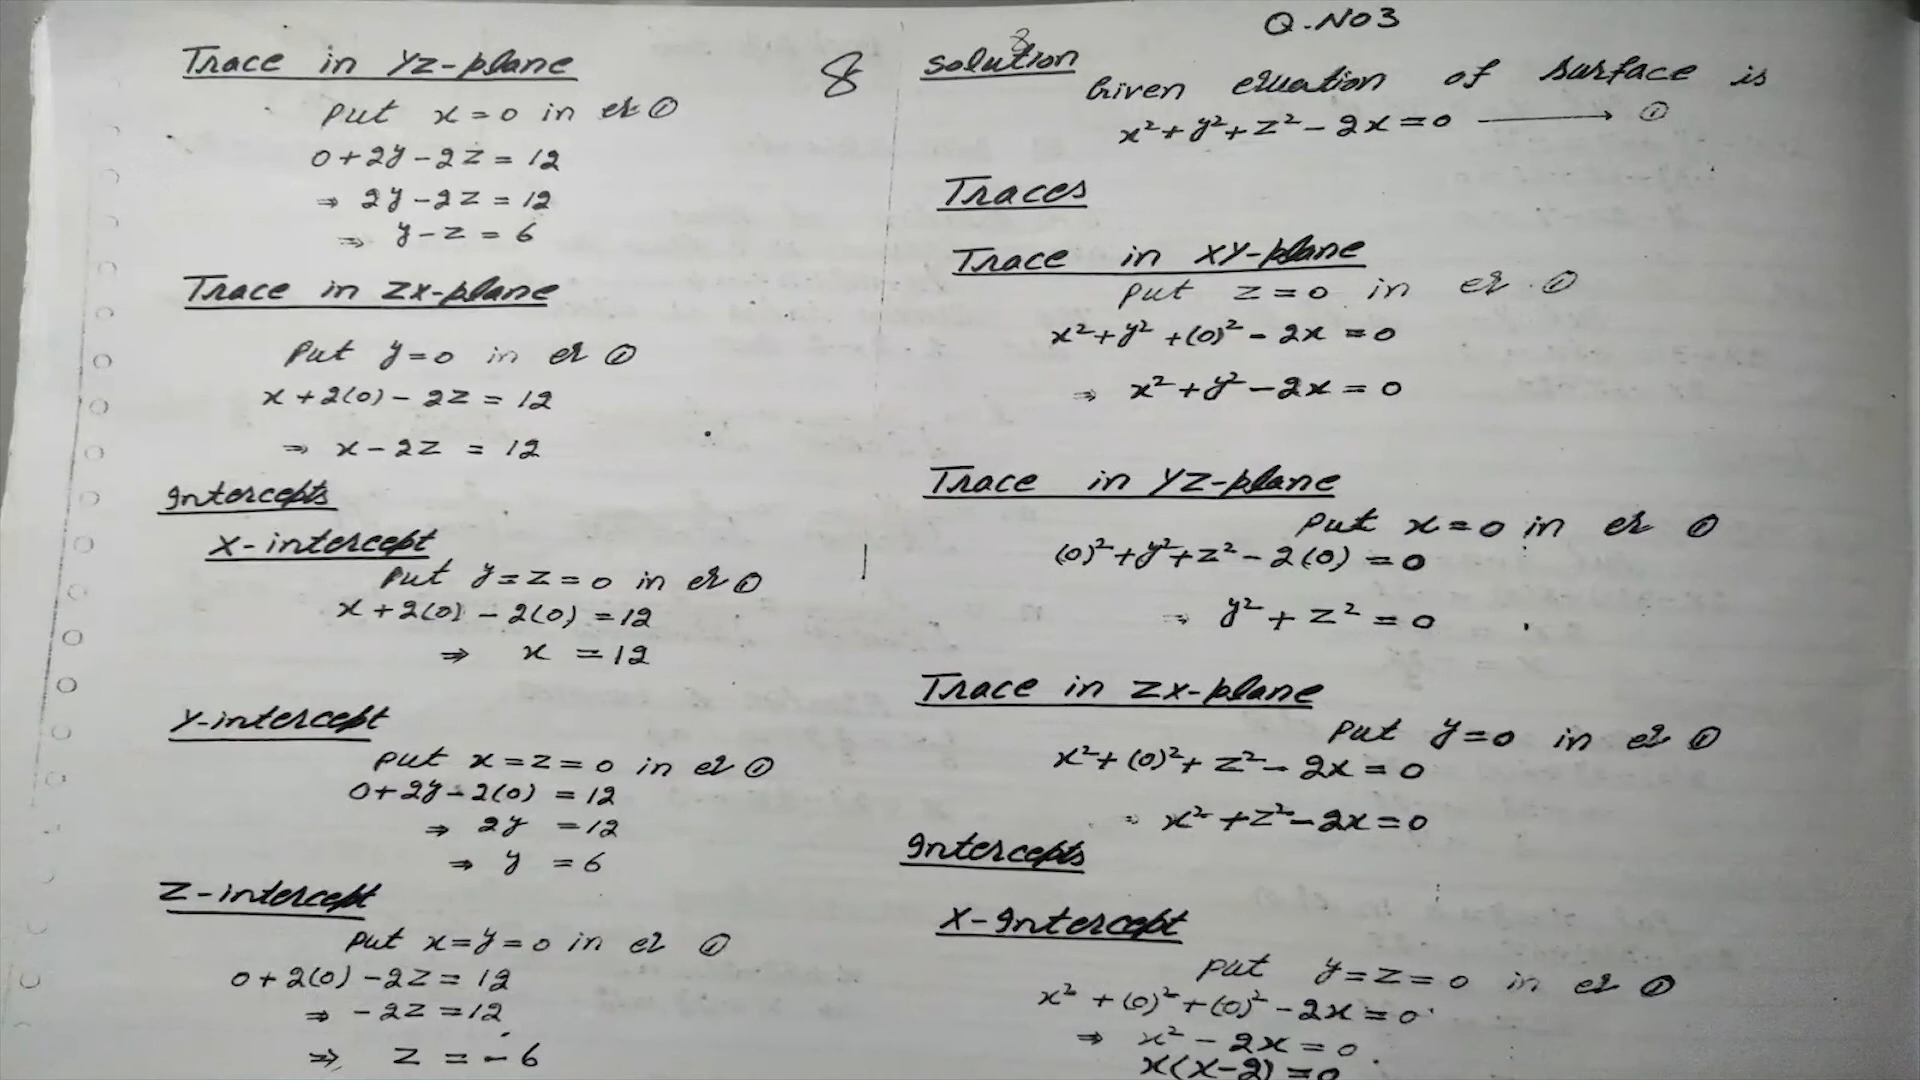 Trace in YZ-plane
Put x=0 in eq ①
0+2y-2z=12
⇒ 2y-2z=12
⇒ y-z=6
Trace in ZX-plane
Put y=0 in eq ①
x+2(0)-2z=12
⇒ x-2z=12
Intercepts
X-intercept
Put y=z=0 in eq ①
x+2(0)-2(0)=12
⇒ x=12
Y-intercept
Put x=z=0 in eq ①
0+2y-2(0)=12
⇒ 2y=12
⇒ y=6
Z-intercept
Put x=y=0 in eq ①
0+2(0)-2z=12
⇒ -2z=12
⇒ z=-6
8
Q.NO3
Solution
Given equation of surface is
x²+y²+z²-2x=0 → ①
Traces
Trace in XY-plane
Put z=0 in eq. ①
x²+y²+(0)²-2x=0
⇒ x²+y²-2x=0
Trace in YZ-plane
Put x=0 in eq ①
(0)²+y²+z²-2(0)=0
⇒ y²+z²=0
Trace in ZX-plane
Put y=0 in eq ①
x²+(0)²+z²-2x=0
⇒ x²+z²-2x=0
Intercepts
X-Intercept
Put y=z=0 in eq ①
x²+(0)²+(0)²-2x=0
⇒ x²-2x=0
x(x-2)=0